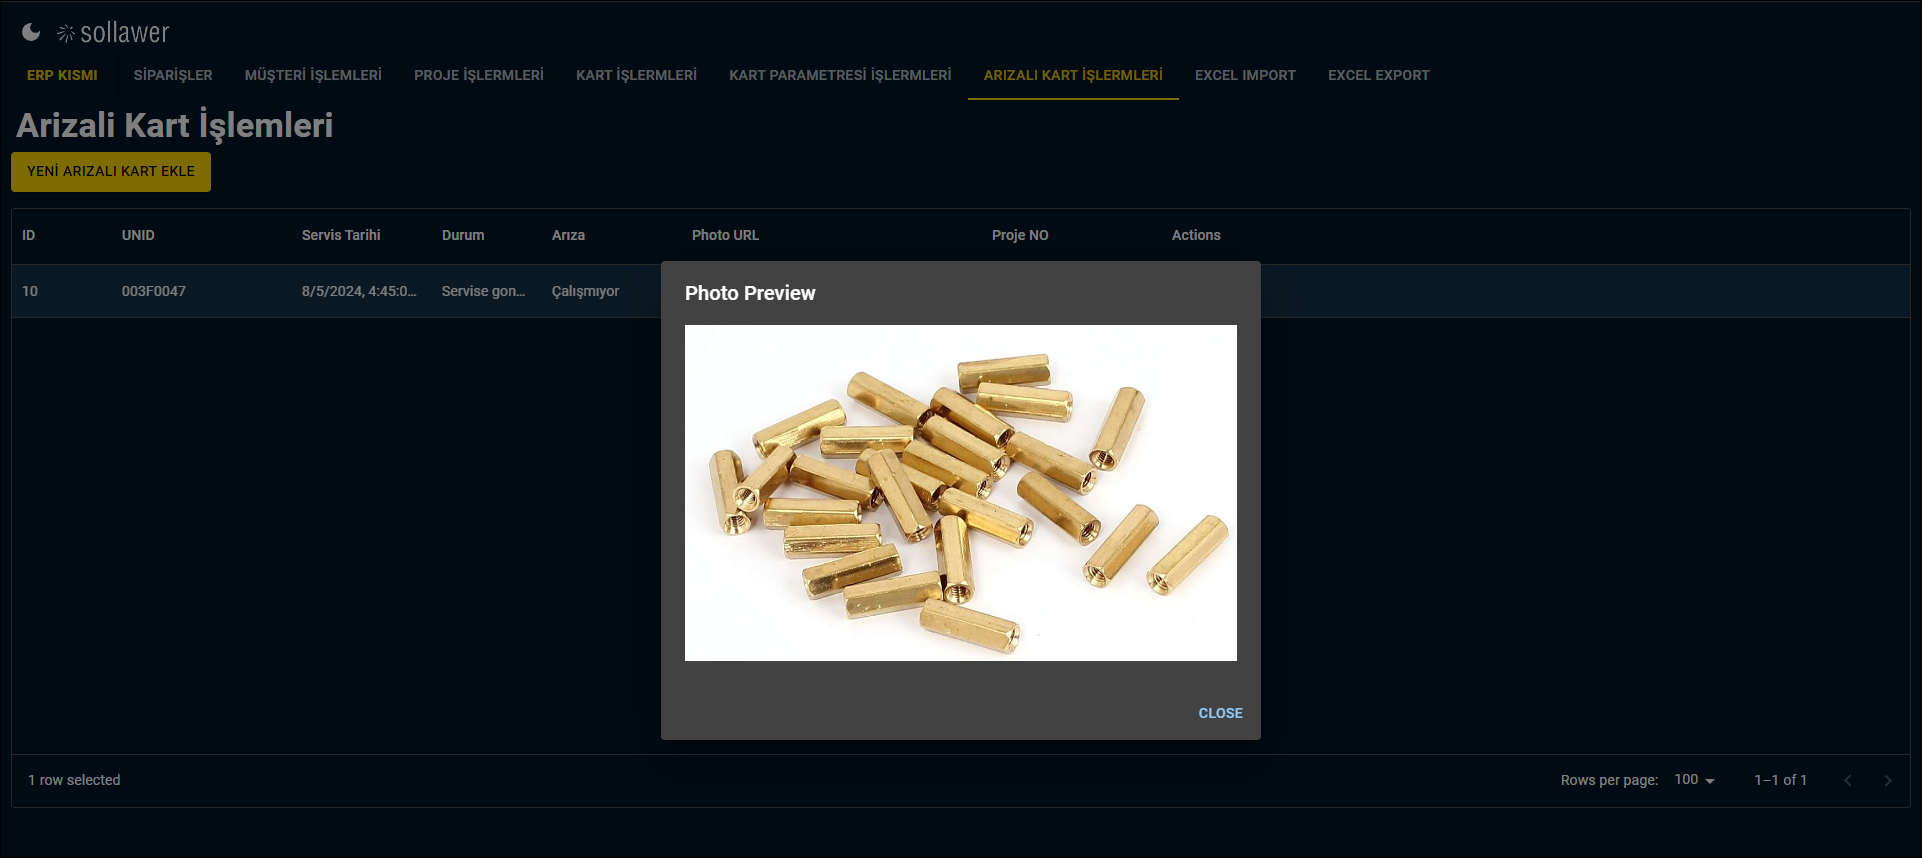 sollawer
ERP KISMI SİPARİŞLER MÜŞTERİ İŞLEMLERİ PROJE İŞLERMLERİ KART İŞLERMLERİ KART PARAMETRESİ İŞLERMLERİ ARIZALI KART İŞLERMLERİ EXCEL IMPORT EXCEL EXPORT
Arizali Kart İşlemleri
YENİ ARIZALI KART EKLE
ID UNID Servis Tarihi Durum Arıza Photo URL Proje NO Actions
10 003F0047 8/5/2024, 4:45:0... Servise gon... Çalışmıyor
Photo Preview
CLOSE
1 row selected Rows per page: 100 1–1 of 1